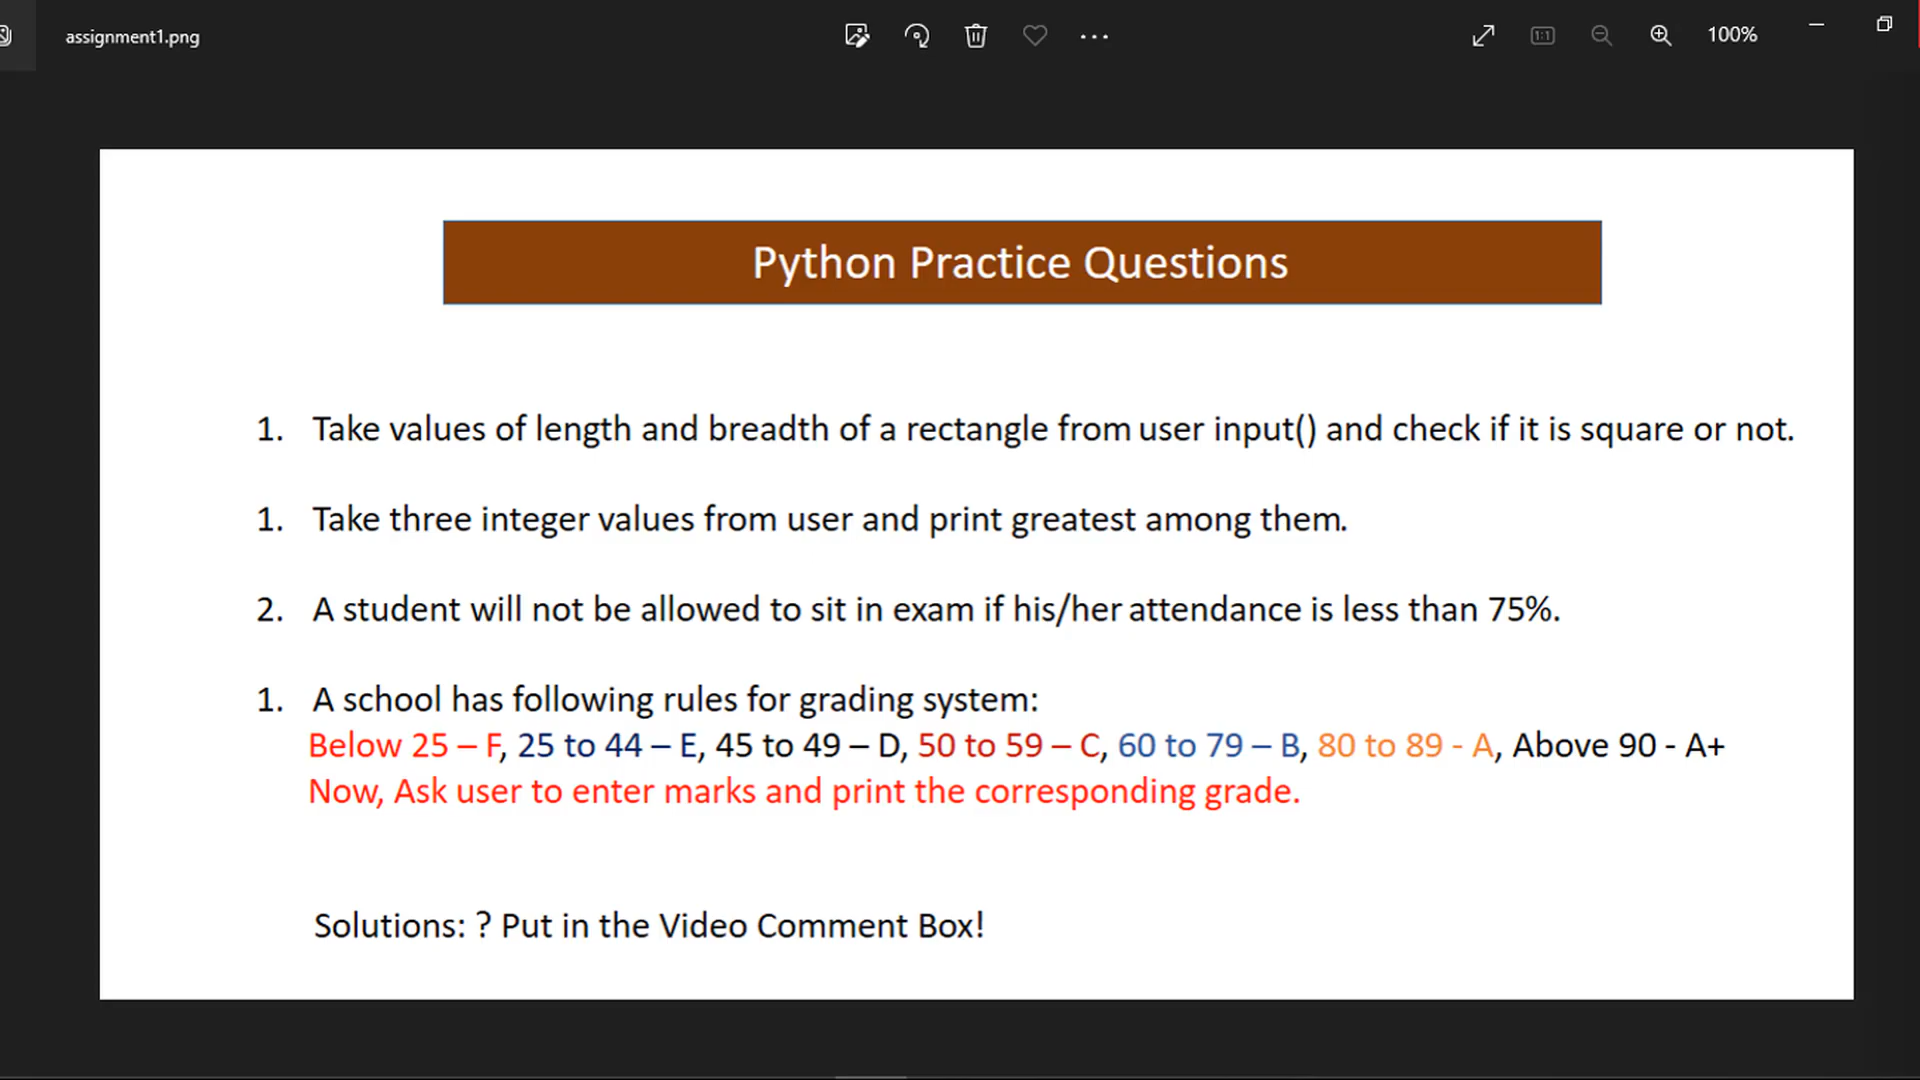 assignment1.png
100%
Python Practice Questions
1. Take values of length and breadth of a rectangle from user input() and check if it is square or not.
1. Take three integer values from user and print greatest among them.
2. A student will not be allowed to sit in exam if his/her attendance is less than 75%.
1. A school has following rules for grading system:
Below 25 – F, 25 to 44 – E, 45 to 49 – D, 50 to 59 – C, 60 to 79 – B, 80 to 89 - A, Above 90 - A+
Now, Ask user to enter marks and print the corresponding grade.
Solutions: ? Put in the Video Comment Box!